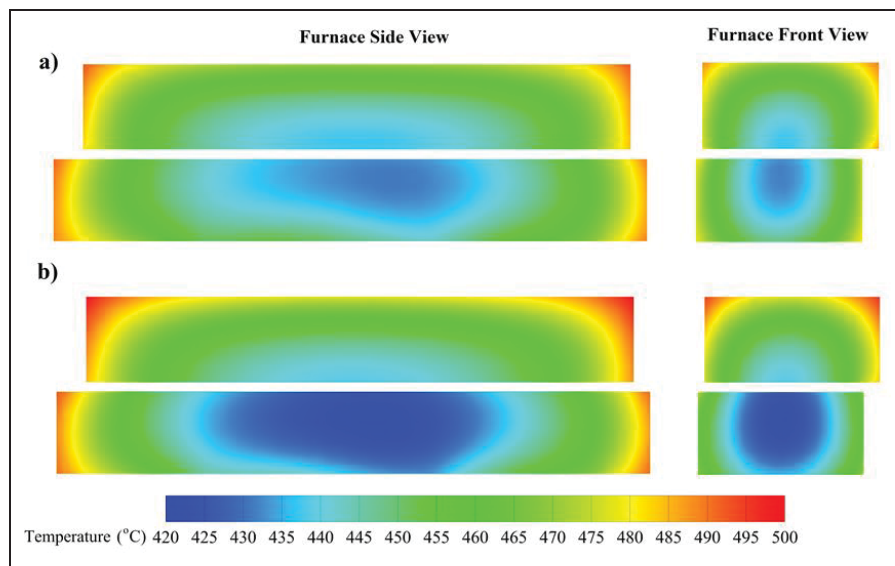 Furnace Side View
Furnace Front View
a)
b)
Temperature (°C) 420 425 430 435 440 445 450 455 460 465 470 475 480 485 490 495 500